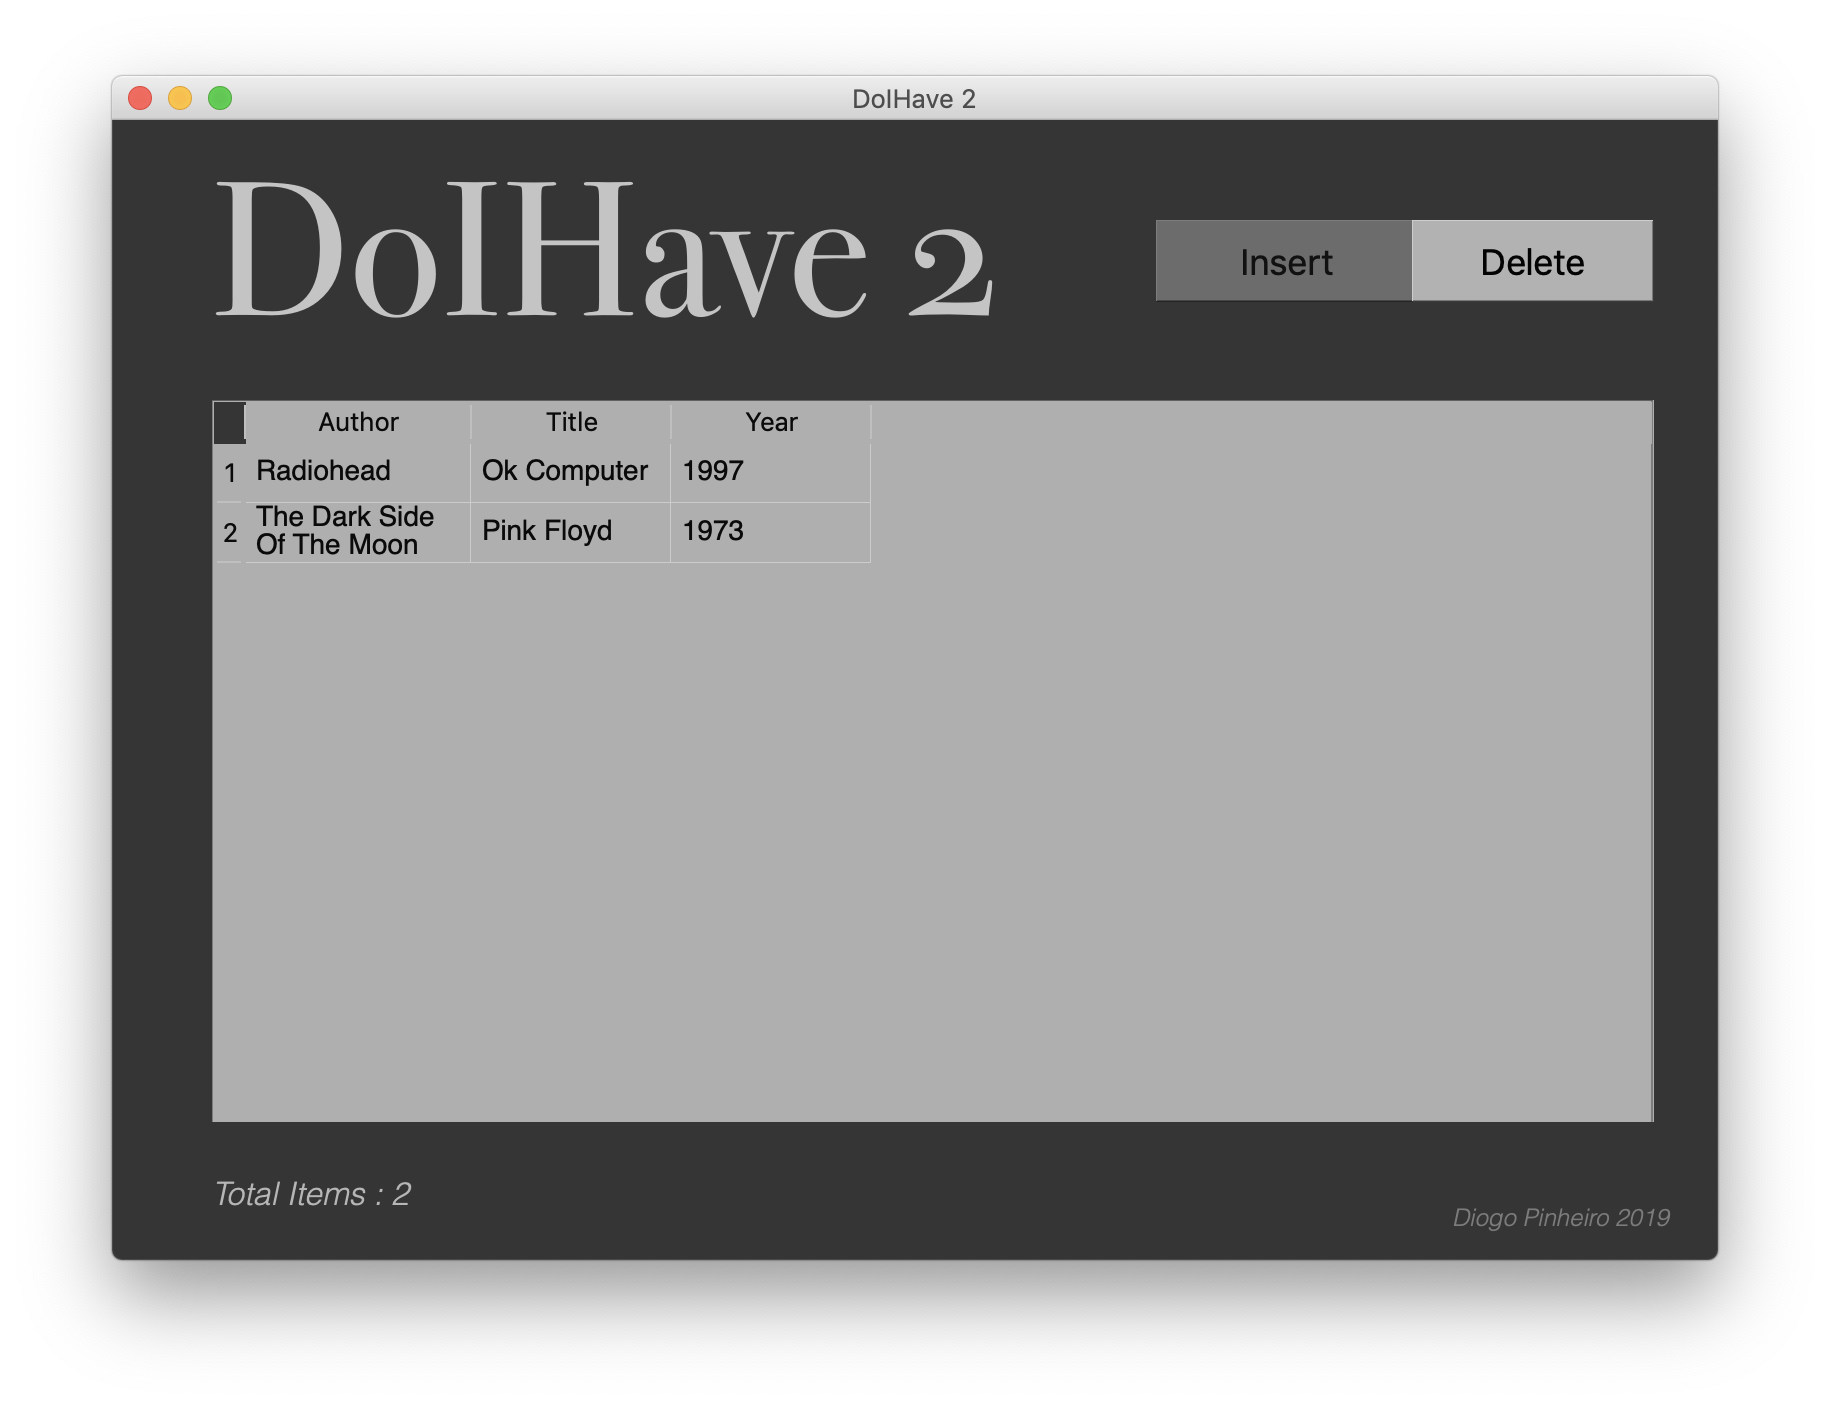 DoIHave 2
DoIHave 2
Insert Delete
Author Title Year
1 Radiohead Ok Computer 1997
2 The Dark Side Of The Moon Pink Floyd 1973
Total Items : 2
Diogo Pinheiro 2019